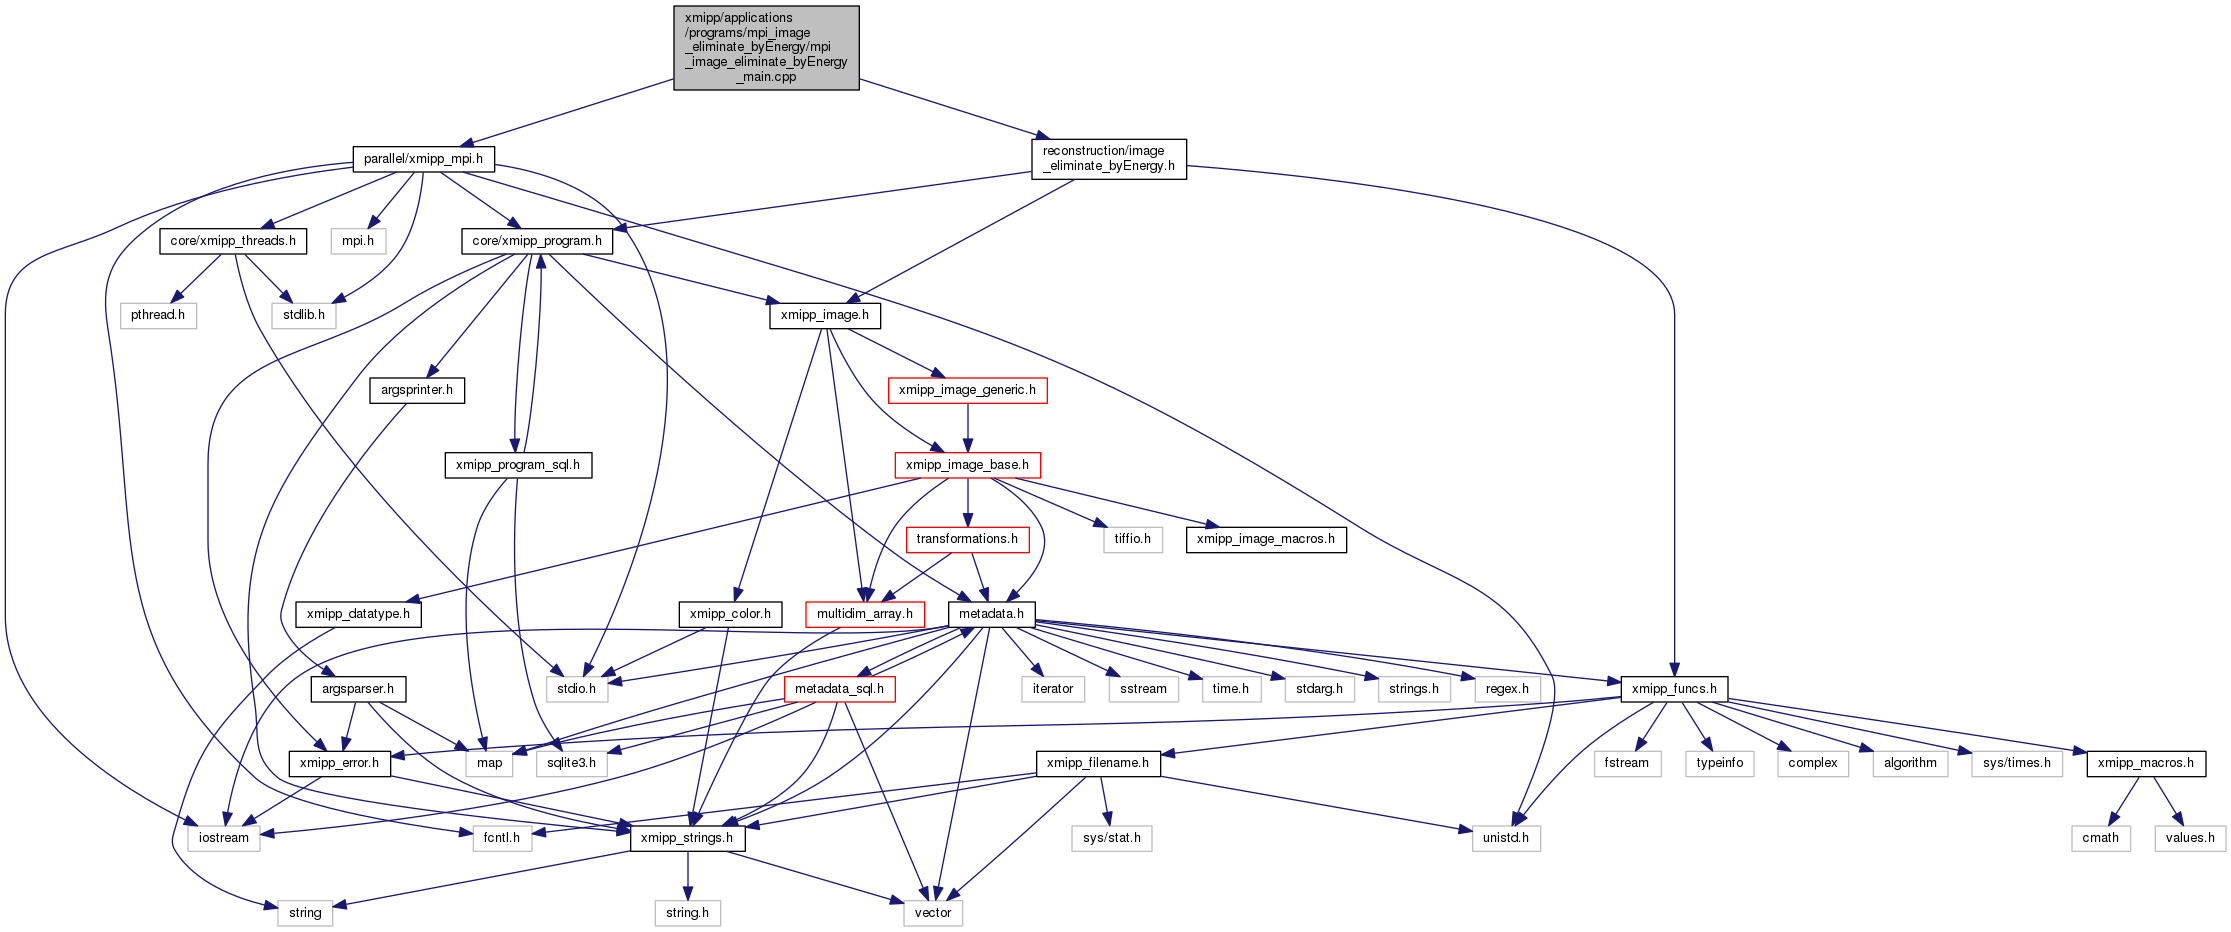 xmipp/applications
/programs/mpi_image
_eliminate_byEnergy/mpi
_image_eliminate_byEnergy
_main.cpp
parallel/xmipp_mpi.h
reconstruction/image
_eliminate_byEnergy.h
core/xmipp_threads.h
mpi.h
core/xmipp_program.h
pthread.h
stdlib.h
xmipp_image.h
argsprinter.h
xmipp_image_generic.h
xmipp_program_sql.h
xmipp_image_base.h
transformations.h
tiffio.h
xmipp_image_macros.h
xmipp_datatype.h
xmipp_color.h
multidim_array.h
metadata.h
argsparser.h
stdio.h
metadata_sql.h
iterator
sstream
time.h
stdarg.h
strings.h
regex.h
xmipp_funcs.h
xmipp_error.h
map
sqlite3.h
xmipp_filename.h
fstream
typeinfo
complex
algorithm
sys/times.h
xmipp_macros.h
iostream
fcntl.h
xmipp_strings.h
sys/stat.h
unistd.h
cmath
values.h
string
string.h
vector